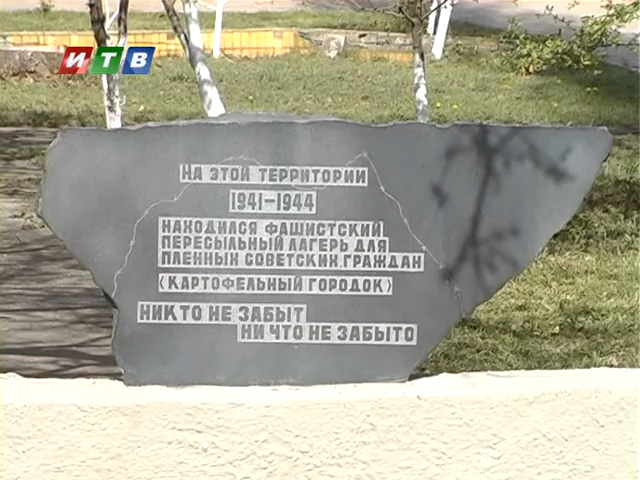 ИТВ
НА ЭТОЙ ТЕРРИТОРИИ
1941-1944
НАХОДИЛСЯ ФАШИСТСКИЙ
ПЕРЕСЫЛЬНЫЙ ЛАГЕРЬ ДЛЯ
ПЛЕННЫХ СОВЕТСКИХ ГРАЖДАН
(КАРТОФЕЛЬНЫЙ ГОРОДОК)
НИКТО НЕ ЗАБЫТ
НИ ЧТО НЕ ЗАБЫТО